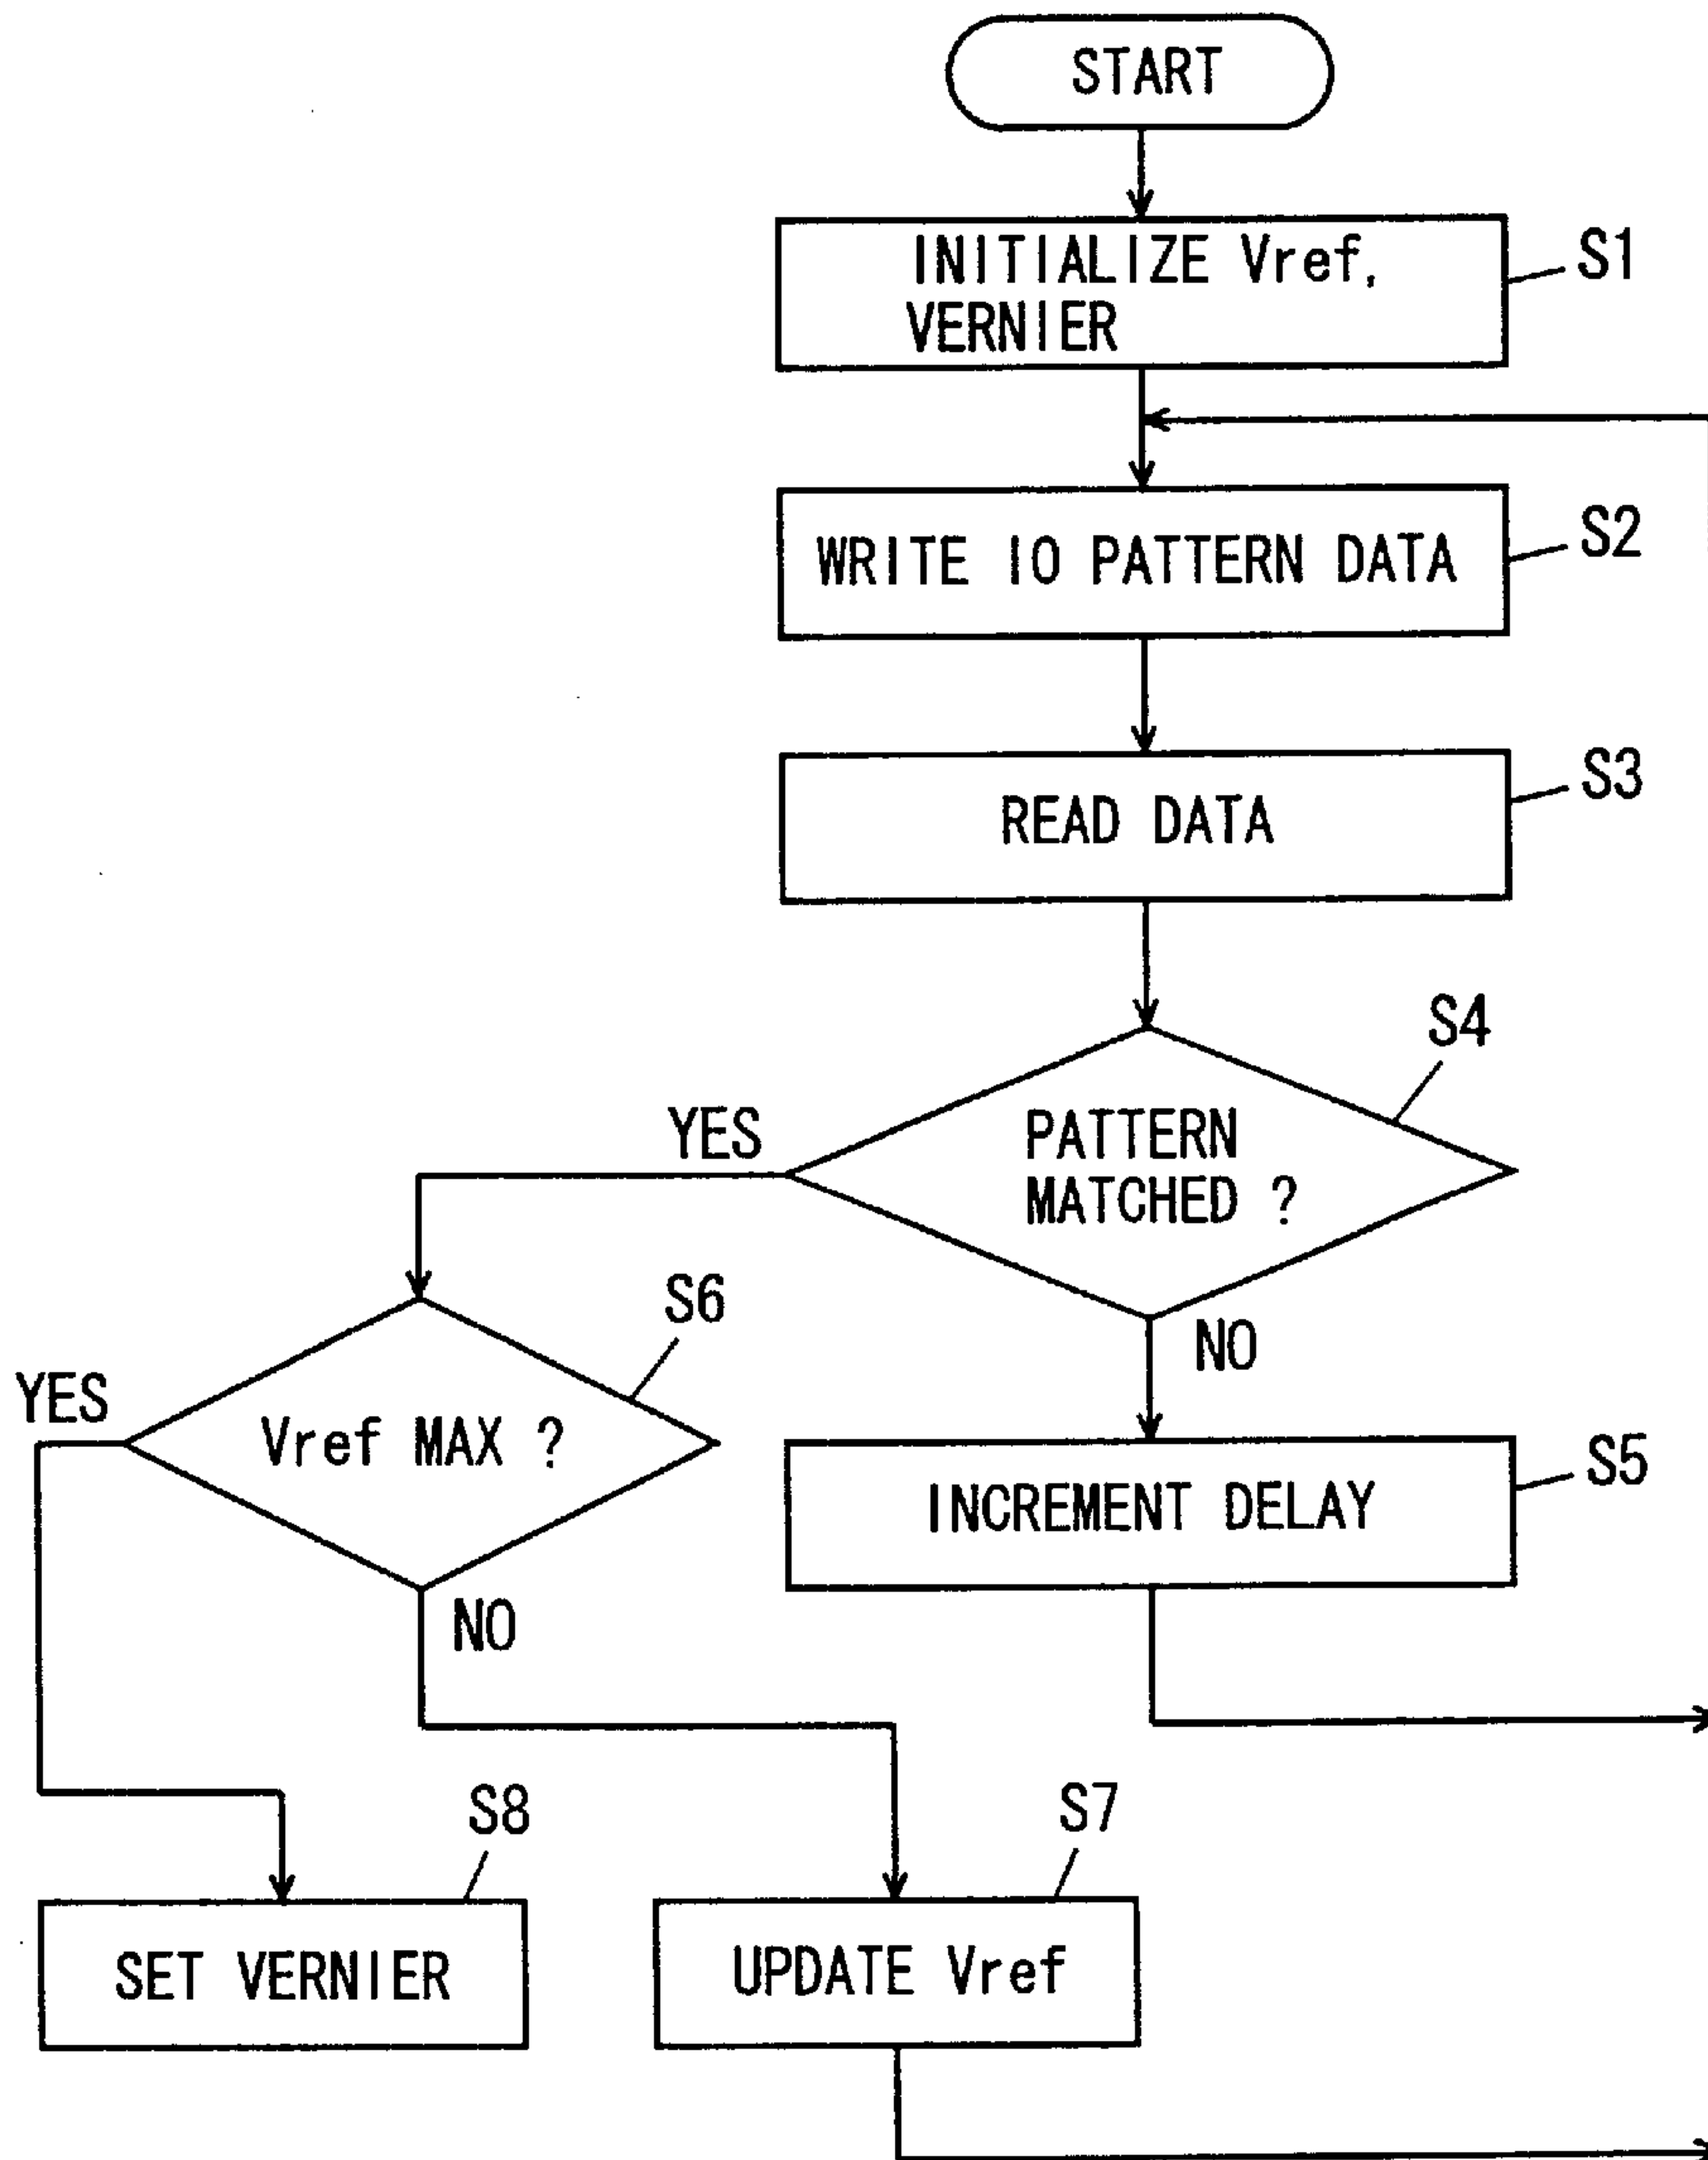 START
INITIALIZE Vref,
VERNIER
S1
WRITE IO PATTERN DATA
S2
READ DATA
S3
S4
PATTERN
MATCHED ?
YES
NO
S6
Vref MAX ?
YES
NO
INCREMENT DELAY
S5
S8
SET VERNIER
S7
UPDATE Vref